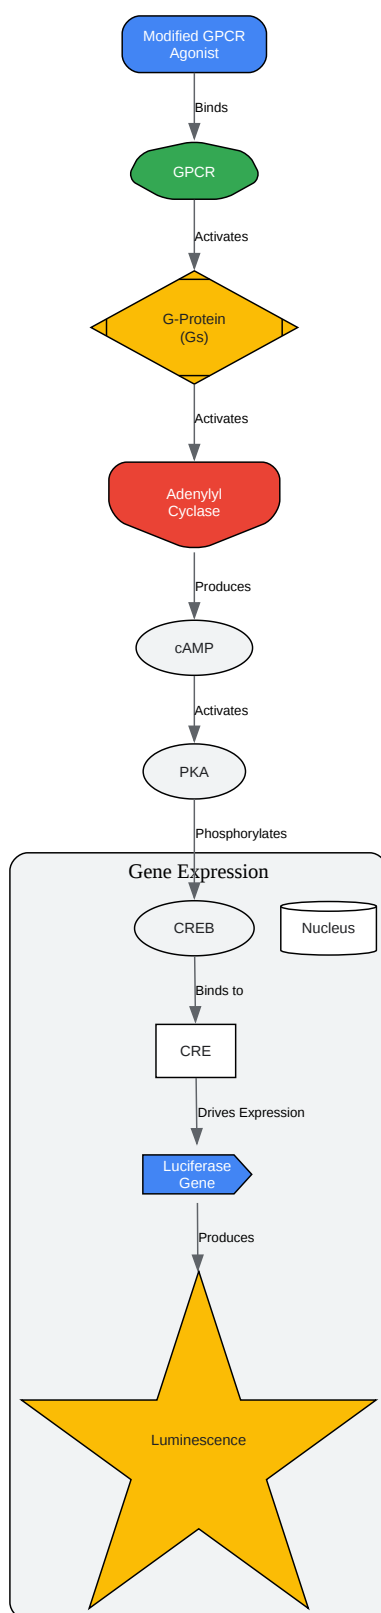 Modified GPCR
Agonist
Binds
GPCR
Activates
G-Protein
(Gs)
Activates
Adenylyl
Cyclase
Produces
cAMP
Activates
PKA
Phosphorylates
Gene Expression
CREB
Nucleus
Binds to
CRE
Drives Expression
Luciferase
Gene
Produces
Luminescence